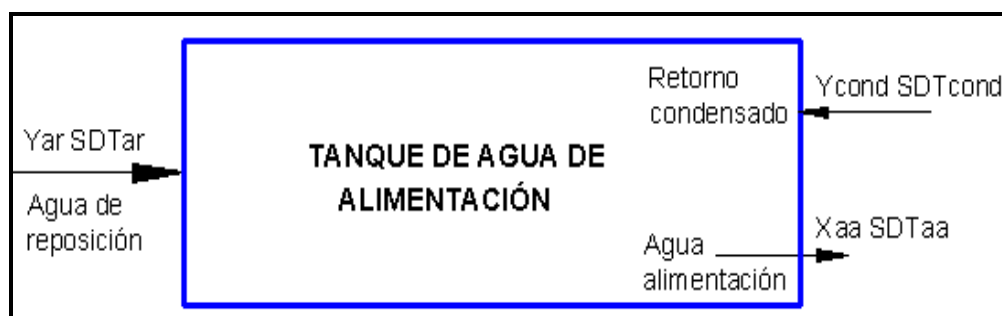 Yar SDTar
Agua de
reposición
TANQUE DE AGUA DE
ALIMENTACIÓN
Retorno
condensado
Ycond SDTcond
Agua
alimentación
Xaa SDTaa